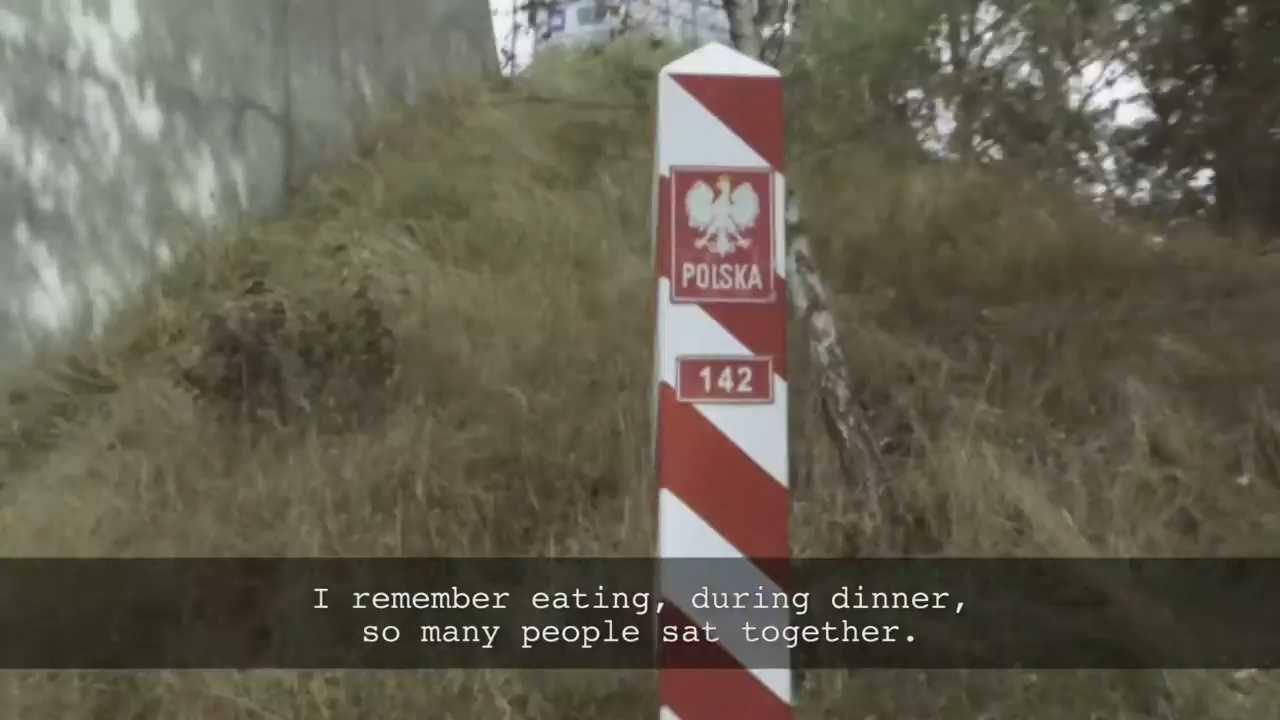 POLSKA
142
I remember eating, during dinner,
so many people sat together.